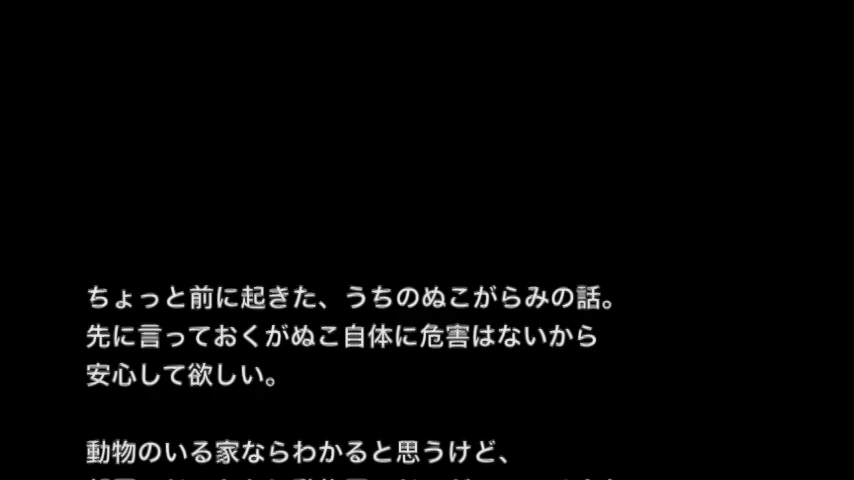 ちょっと前に起きた、うちのぬこがらみの話。
先に言っておくがぬこ自体に危害はないから
安心して欲しい。
動物のいる家ならわかると思うけど、